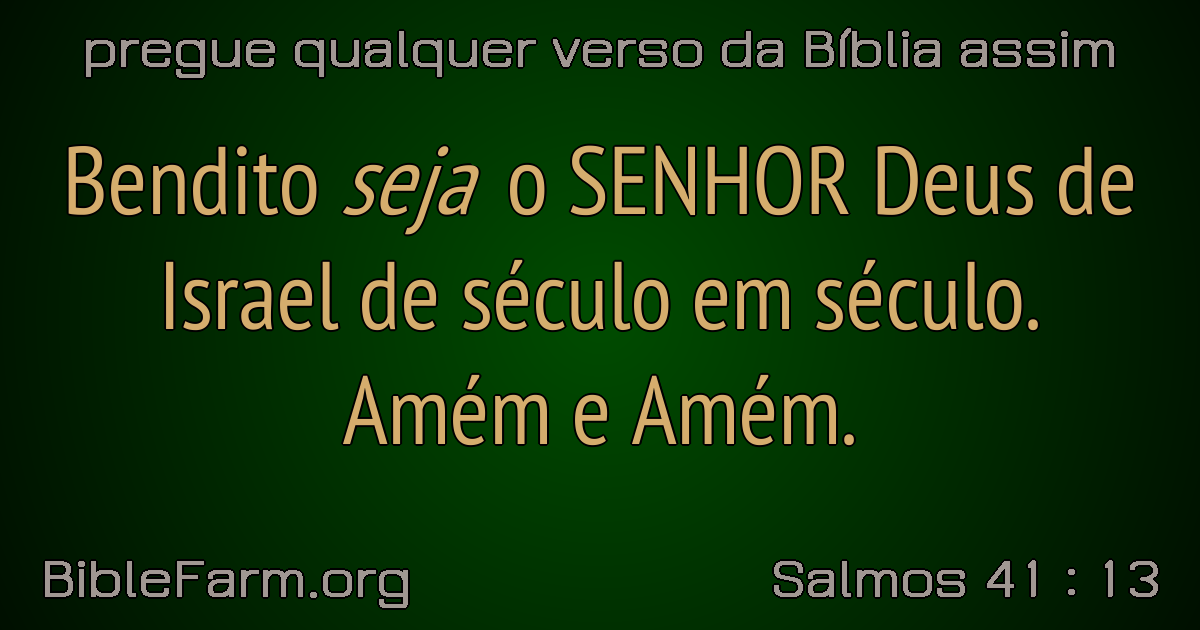 pregue qualquer verso da Bíblia assim
Bendito seja o SENHOR Deus de
Israel de século em século.
Amém e Amém.
BibleFarm.org
Salmos 41 : 13